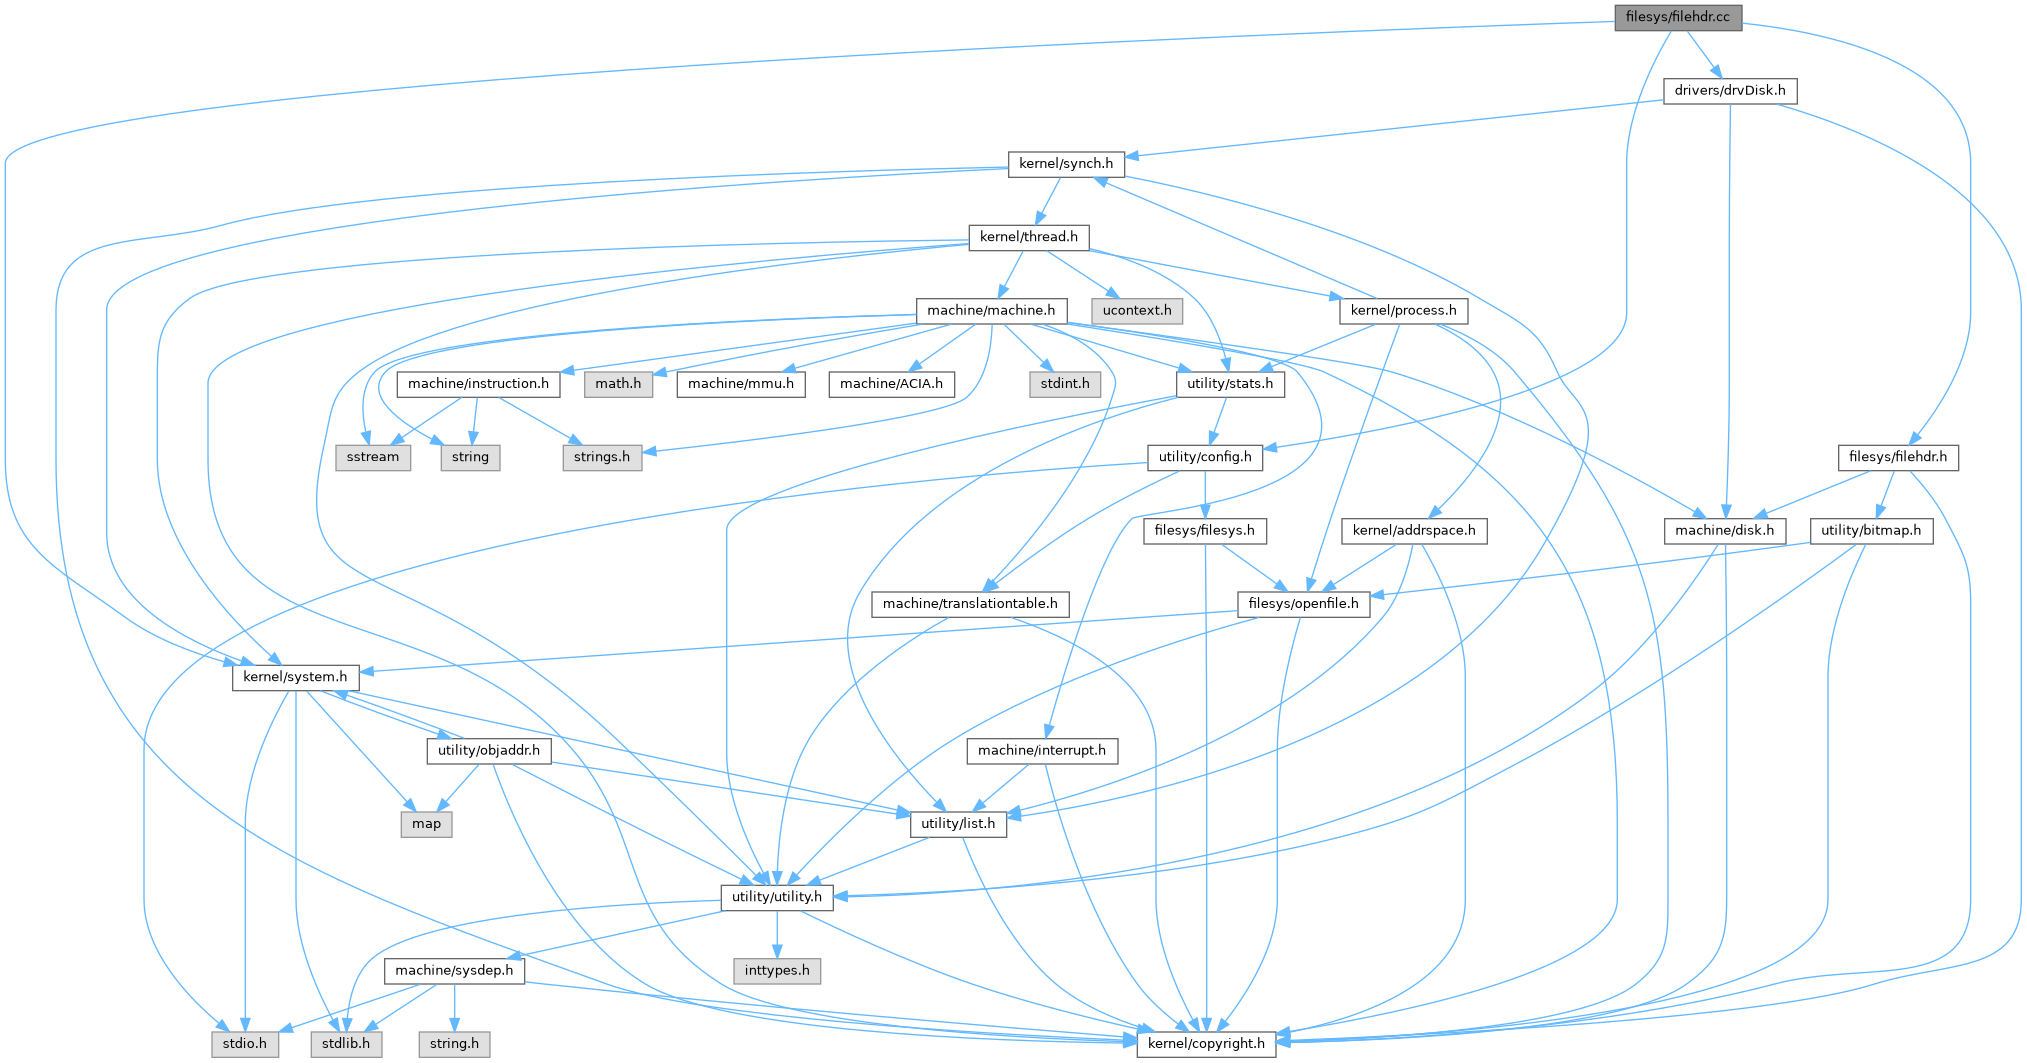 filesys/filehdr.cc
drivers/drvDisk.h
kernel/synch.h
kernel/thread.h
machine/machine.h
ucontext.h
kernel/process.h
machine/instruction.h
math.h
machine/mmu.h
machine/ACIA.h
stdint.h
utility/stats.h
sstream
string
strings.h
utility/config.h
filesys/filehdr.h
filesys/filesys.h
kernel/addrspace.h
machine/disk.h
utility/bitmap.h
machine/translationtable.h
filesys/openfile.h
kernel/system.h
utility/objaddr.h
machine/interrupt.h
map
utility/list.h
utility/utility.h
machine/sysdep.h
inttypes.h
stdio.h
stdlib.h
string.h
kernel/copyright.h